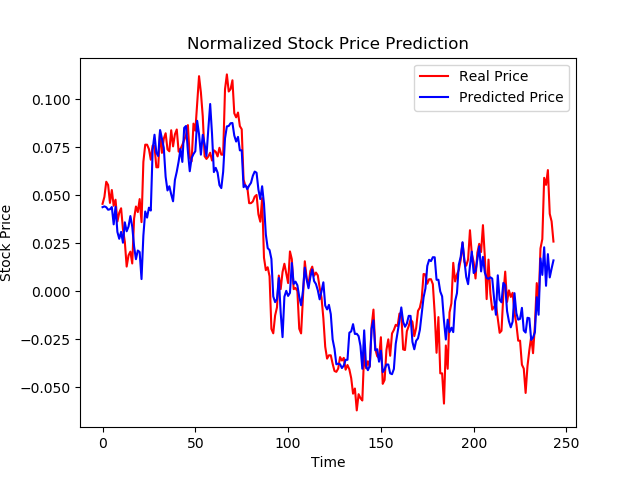 Normalized Stock Price Prediction
Real Price
Predicted Price
Stock Price
0.100
0.075
0.050
0.025
0.000
−0.025
−0.050
0 50 100 150 200 250
Time